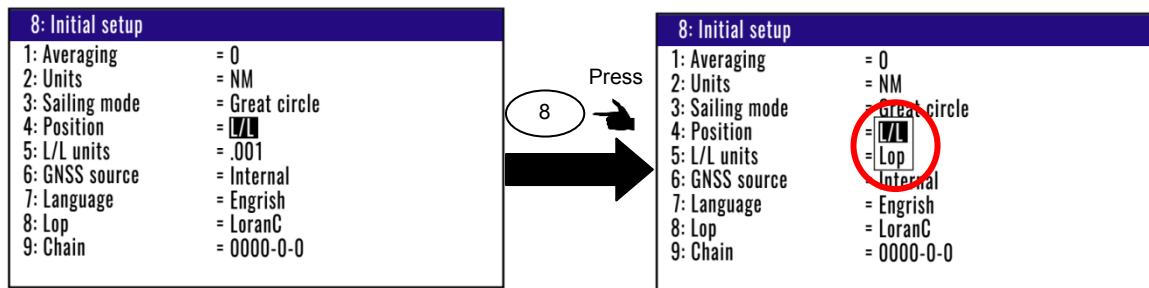 8: Initial setup
1: Averaging = 0
2: Units = NM
3: Sailing mode = Great circle
4: Position = L/L
5: L/L units = .001
6: GNSS source = Internal
7: Language = Engrish
8: Lop = LoranC
9: Chain = 0000-0-0
Press
8
8: Initial setup
1: Averaging = 0
2: Units = NM
3: Sailing mode = Great circle
4: Position = L/L
5: L/L units = Lop
6: GNSS source = Internal
7: Language = Engrish
8: Lop = LoranC
9: Chain = 0000-0-0